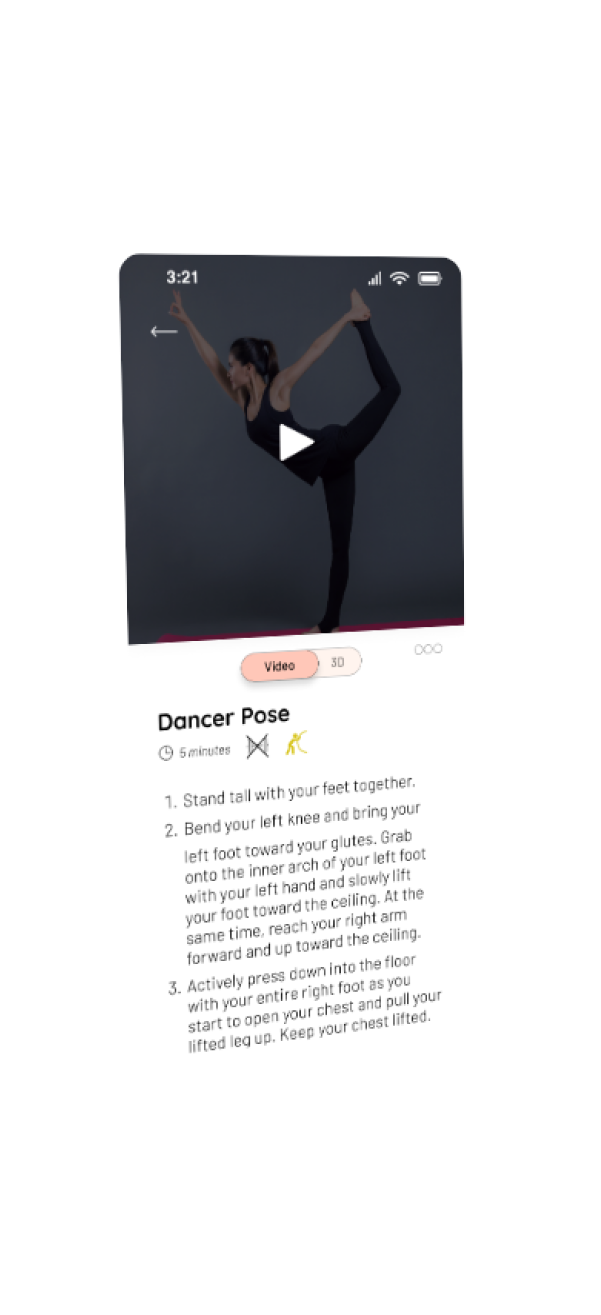 3:21
Video 3D
Dancer Pose
5 minutes
1. Stand tall with your feet together.
2. Bend your left knee and bring your
left foot toward your glutes. Grab
onto the inner arch of your left foot
with your left hand and slowly lift
your foot toward the ceiling. At the
same time, reach your right arm
forward and up toward the ceiling.
3. Actively press down into the floor
with your entire right foot as you
start to open your chest and pull your
lifted leg up. Keep your chest lifted.